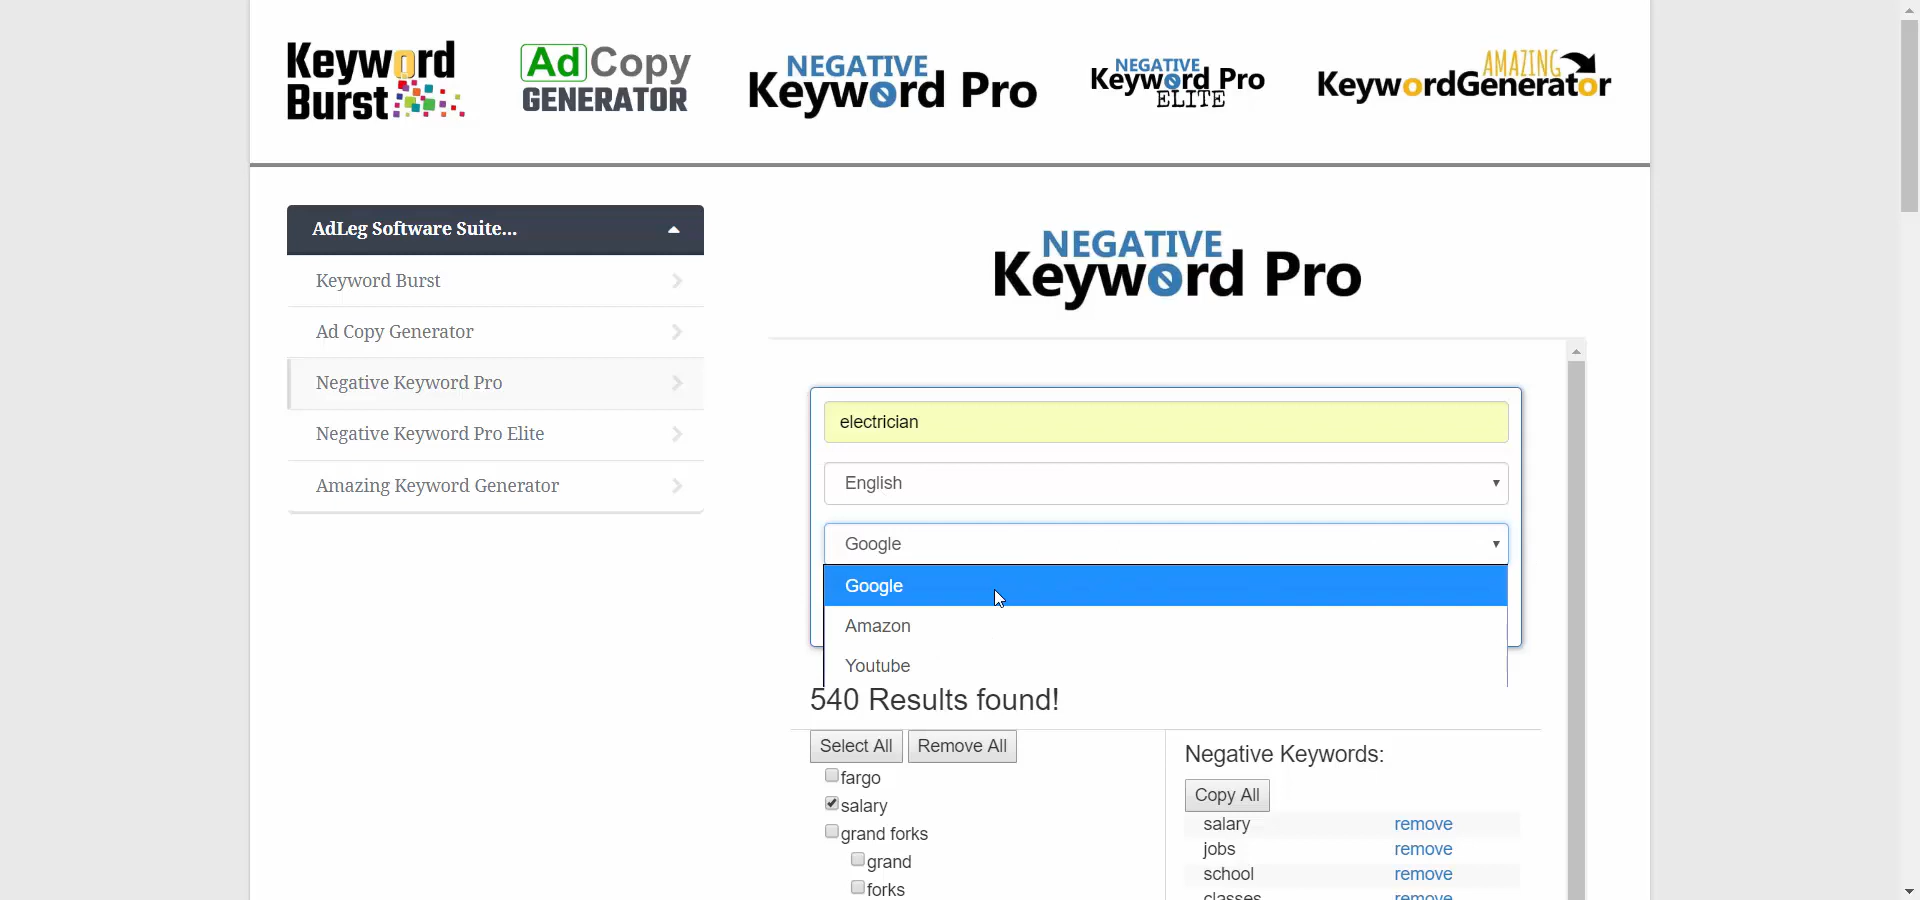 Keyword Burst
Ad Copy GENERATOR
NEGATIVE Keyword Pro
NEGATIVE Keyword Pro ELITE
AMAZING KeywordGenerator
AdLeg Software Suite...
Keyword Burst
Ad Copy Generator
Negative Keyword Pro
Negative Keyword Pro Elite
Amazing Keyword Generator
NEGATIVE
Keyword Pro
electrician
English
Google
Google
Amazon
Youtube
540 Results found!
Select All Remove All
fargo
salary
grand forks
grand
forks
Negative Keywords:
Copy All
salary remove
jobs remove
school remove
classes remove